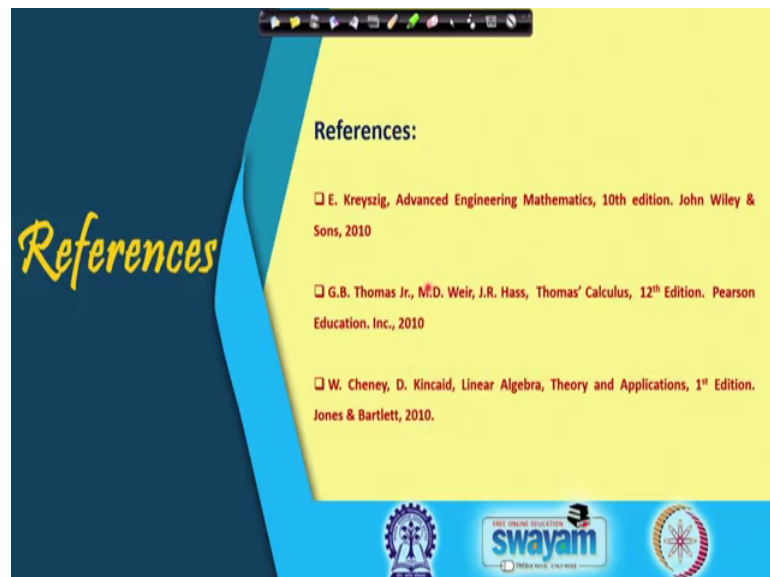 References
References:
❑ E. Kreyszig, Advanced Engineering Mathematics, 10th edition. John Wiley &
Sons, 2010
❑ G.B. Thomas Jr., M.D. Weir, J.R. Hass, Thomas' Calculus, 12th Edition. Pearson
Education. Inc., 2010
❑ W. Cheney, D. Kincaid, Linear Algebra, Theory and Applications, 1st Edition.
Jones & Bartlett, 2010.
FREE ONLINE EDUCATION
swayam